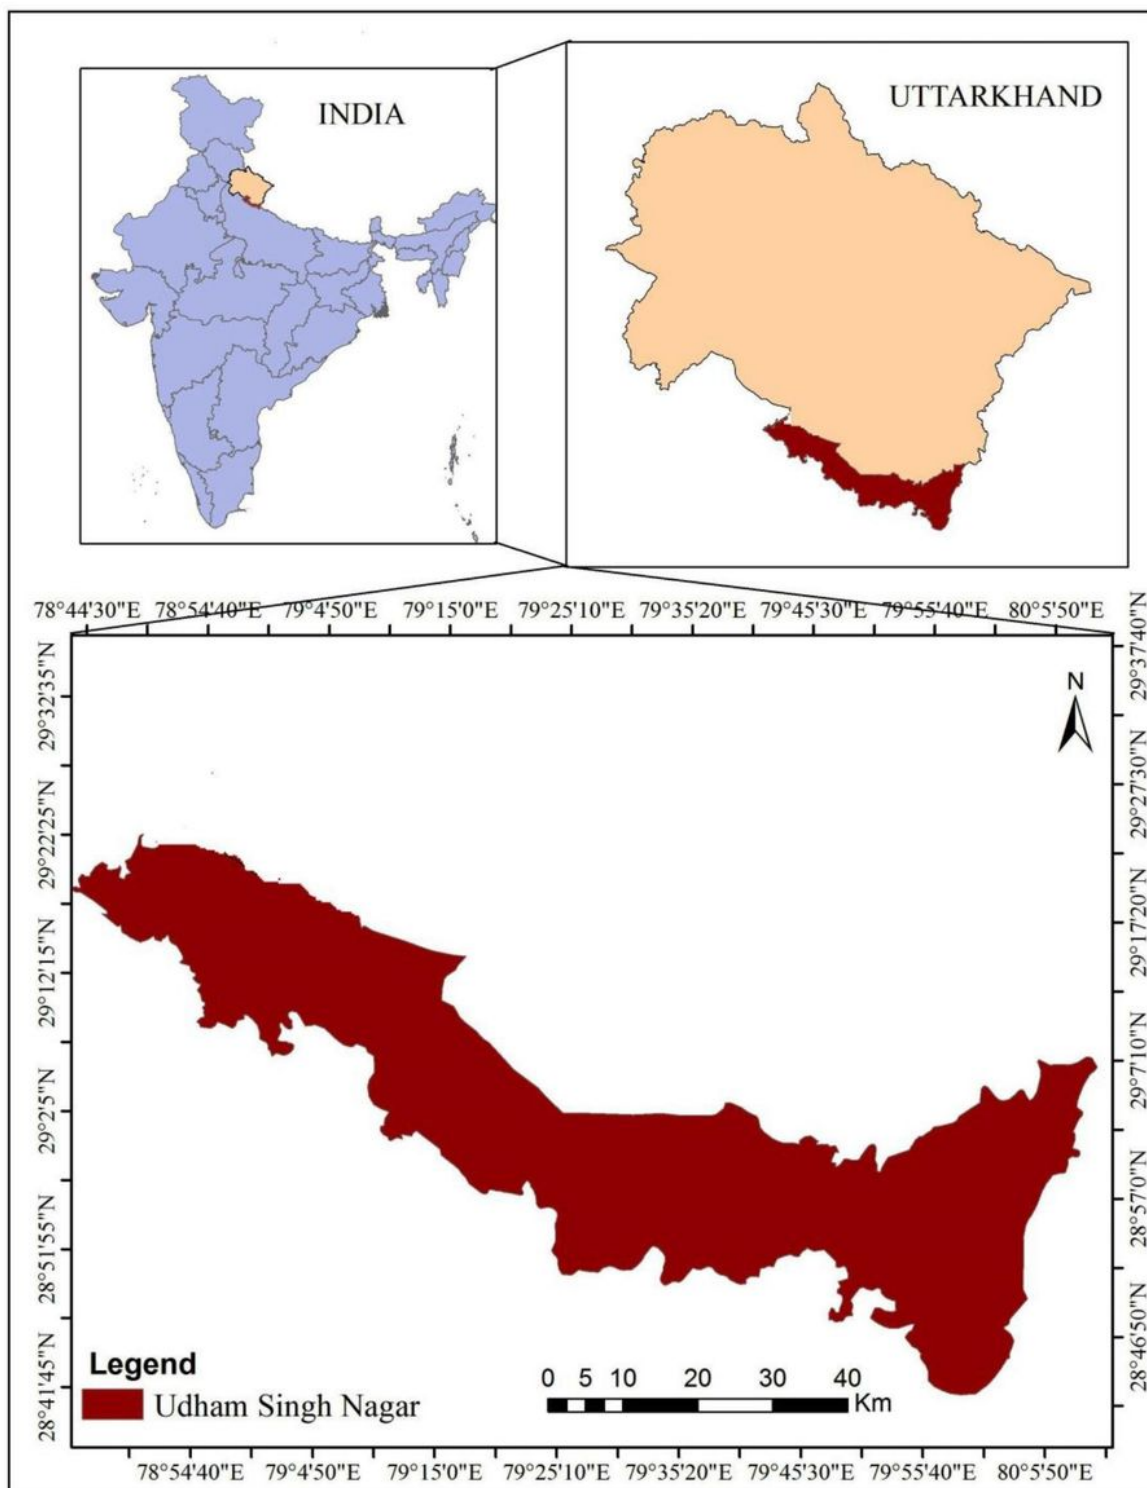 INDIA
UTTARKHAND
78°44'30"E 78°54'40"E 79°4'50"E 79°15'0"E 79°25'10"E 79°35'20"E 79°45'30"E 79°55'40"E 80°5'50"E
29°32'35"N
29°22'25"N
29°12'15"N
29°2'5"N
28°51'55"N
28°41'45"N
N
29°37'40"N
29°27'30"N
29°17'20"N
29°7'10"N
28°57'0"N
28°46'50"N
Legend
Udham Singh Nagar
0 5 10 20 30 40
Km
78°54'40"E 79°4'50"E 79°15'0"E 79°25'10"E 79°35'20"E 79°45'30"E 79°55'40"E 80°5'50"E